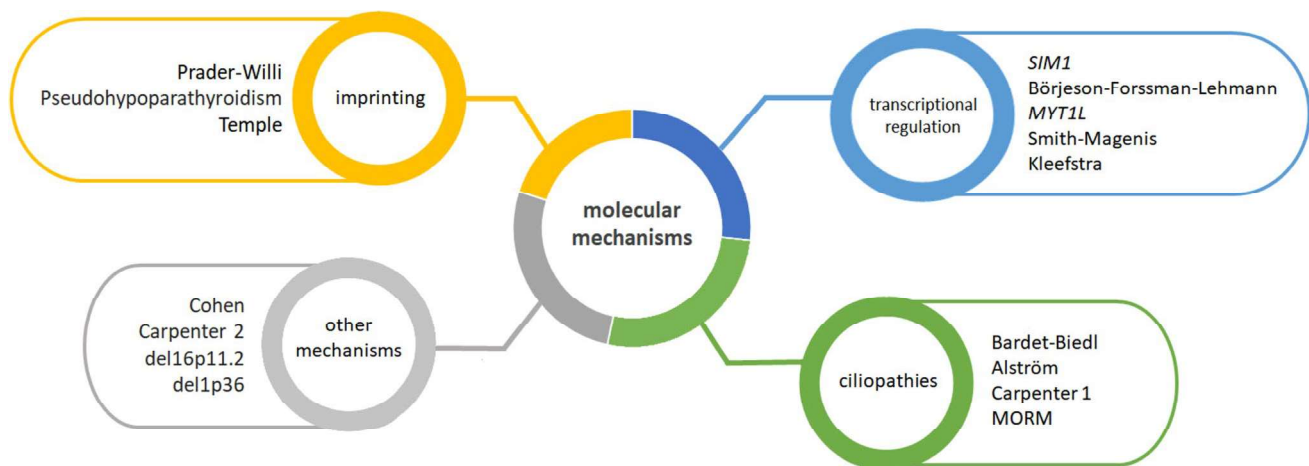 Prader-Willi
Pseudohypoparathyroidism
Temple
imprinting
SIM1
Börjeson-Forssman-Lehmann
MYT1L
Smith-Magenis
Kleefstra
transcriptional
regulation
molecular
mechanisms
Cohen
Carpenter 2
del16p11.2
del1p36
other
mechanisms
Bardet-Biedl
Alström
Carpenter 1
MORM
ciliopathies